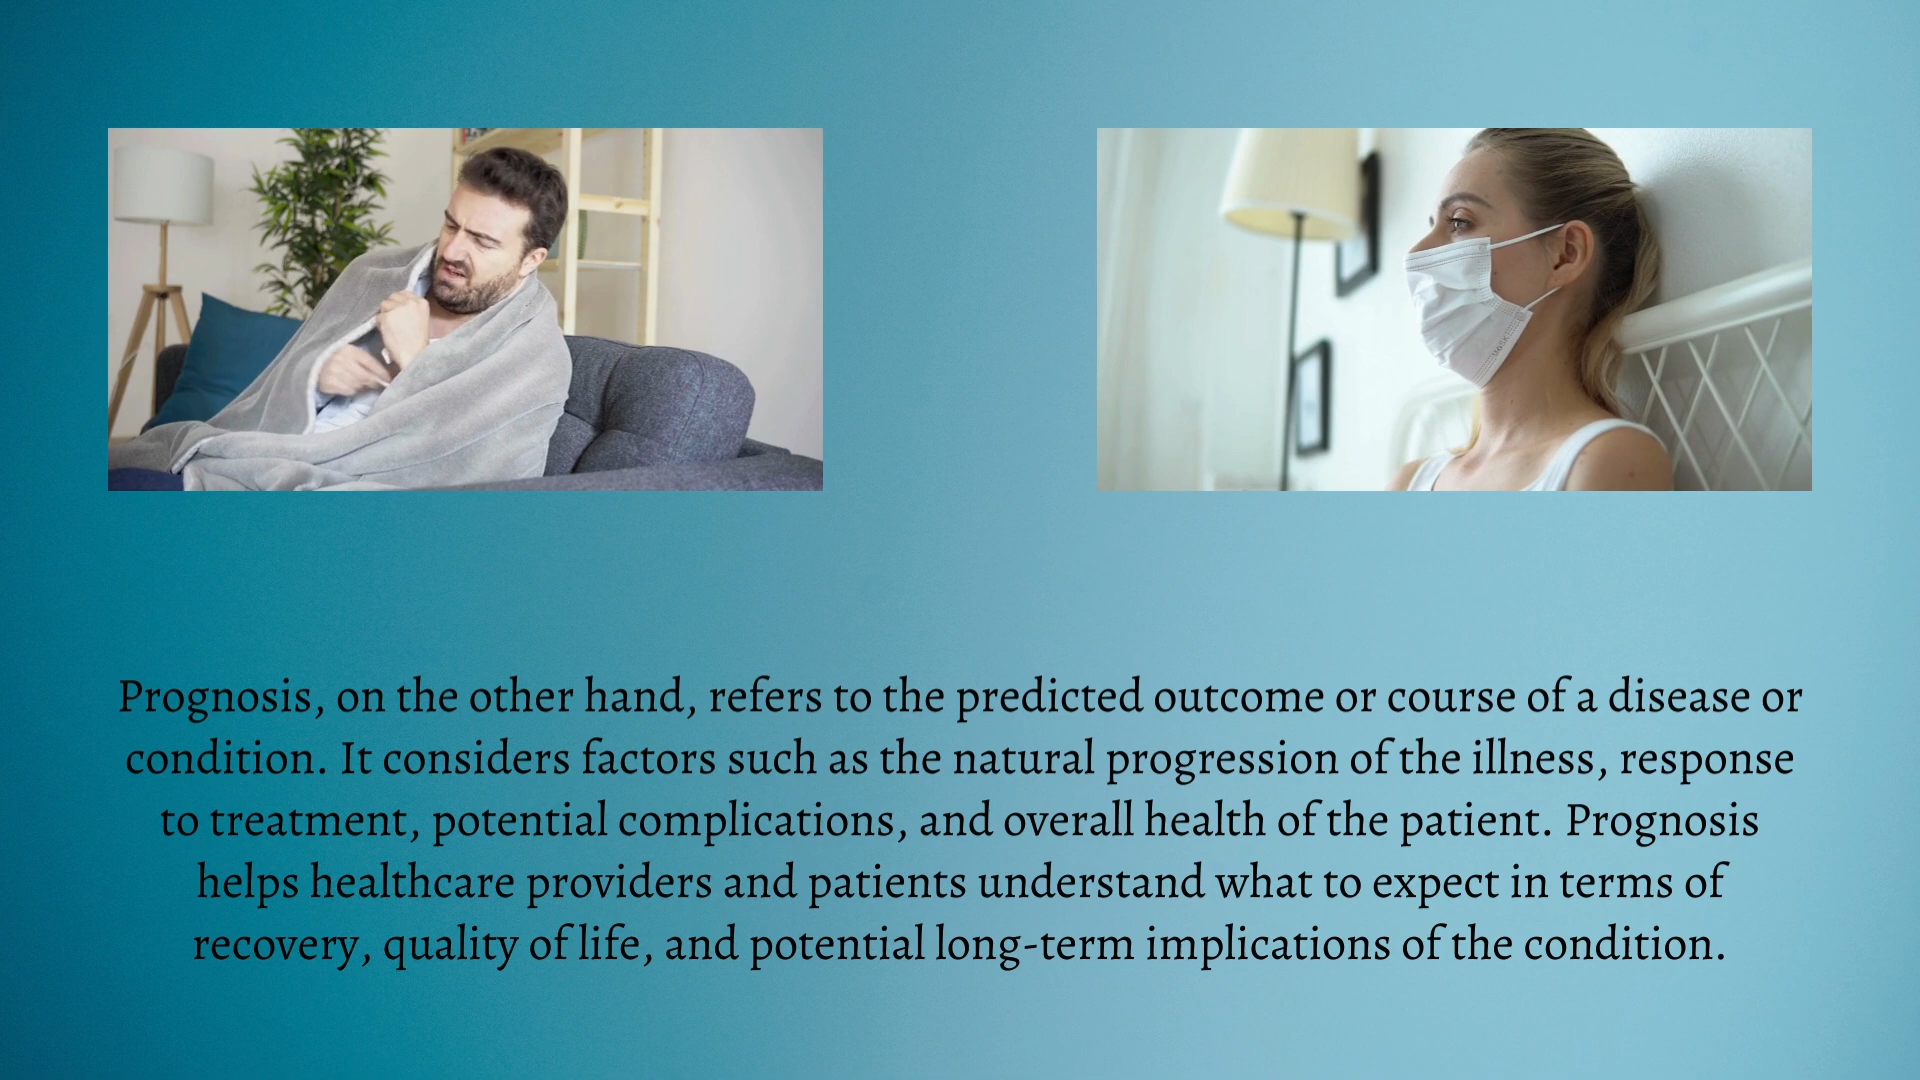 Prognosis, on the other hand, refers to the predicted outcome or course of a disease or
condition. It considers factors such as the natural progression of the illness, response
to treatment, potential complications, and overall health of the patient. Prognosis
helps healthcare providers and patients understand what to expect in terms of
recovery, quality of life, and potential long-term implications of the condition.